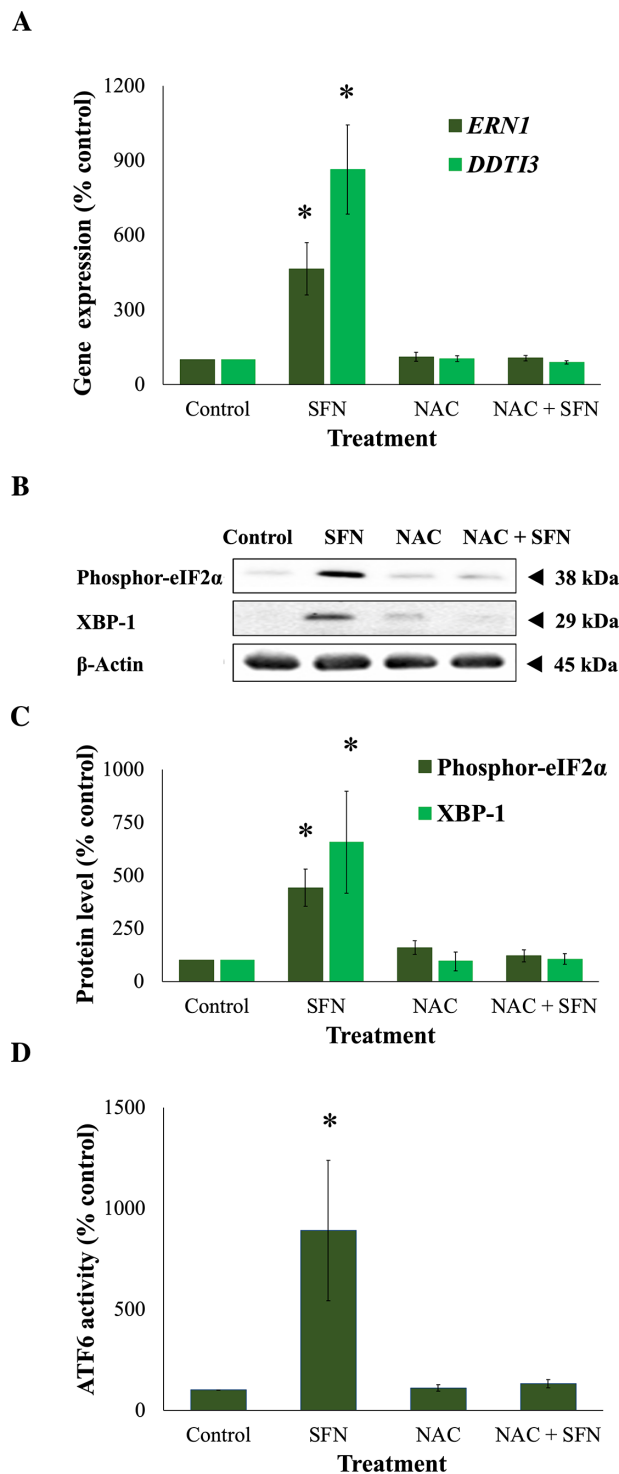 A
Gene expression (% control)
1200
900
600
300
0
*
*
ERN1
DDTI3
Control SFN NAC NAC + SFN
Treatment
B
Control SFN NAC NAC + SFN
Phosphor-eIF2α ◀ 38 kDa
XBP-1 ◀ 29 kDa
β-Actin ◀ 45 kDa
C
Protein level (% control)
1000
750
500
250
0
*
*
Phosphor-eIF2α
XBP-1
Control SFN NAC NAC + SFN
Treatment
D
ATF6 activity (% control)
1500
1000
500
0
*
Control SFN NAC NAC + SFN
Treatment